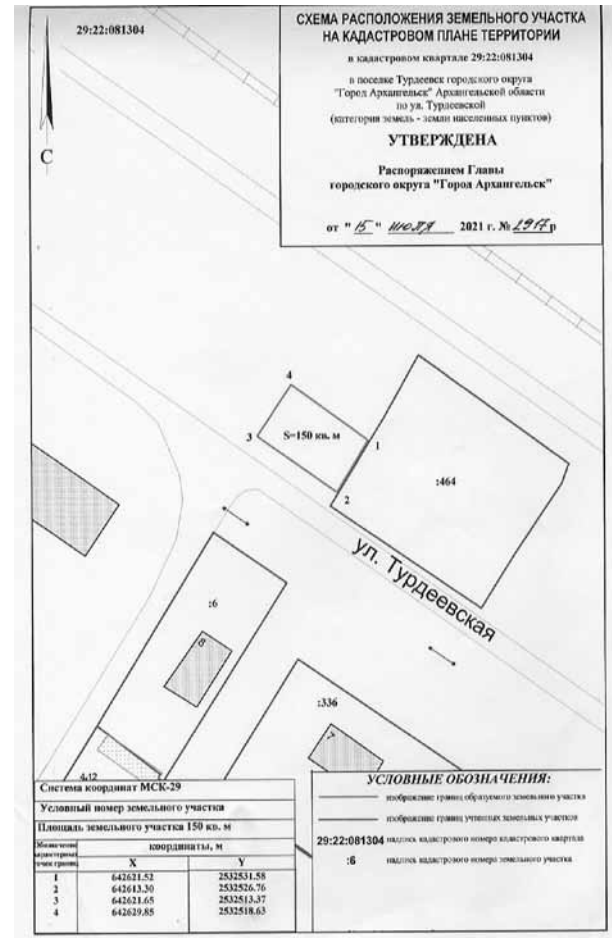 29:22:081304
С
СХЕМА РАСПОЛОЖЕНИЯ ЗЕМЕЛЬНОГО УЧАСТКА
НА КАДАСТРОВОМ ПЛАНЕ ТЕРРИТОРИИ
в кадастровом квартале 29:22:081304
в поселке Турдеевск городского округа
"Город Архангельск" Архангельской области
по ул. Турдеевской
(категория земель - земли населенных пунктов)
УТВЕРЖДЕНА
Распоряжением Главы
городского округа "Город Архангельск"
от "15" июля 2021 г. № 2917р
4
3
S=150 кв. м
1
2
:464
ул. Турдеевская
:6
8
:336
7
4.12
Система координат МСК-29
Условный номер земельного участка
Площадь земельного участка 150 кв. м
Обозначение характерных точек границ
координаты, м
X Y
1 642621.52 2532531.58
2 642613.30 2532526.76
3 642621.65 2532513.37
4 642629.85 2532518.63
УСЛОВНЫЕ ОБОЗНАЧЕНИЯ:
изображение границ образуемого земельного участка
изображение границ учтенных земельных участков
29:22:081304 надпись кадастрового номера кадастрового квартала
:6 надпись кадастрового номера земельного участка